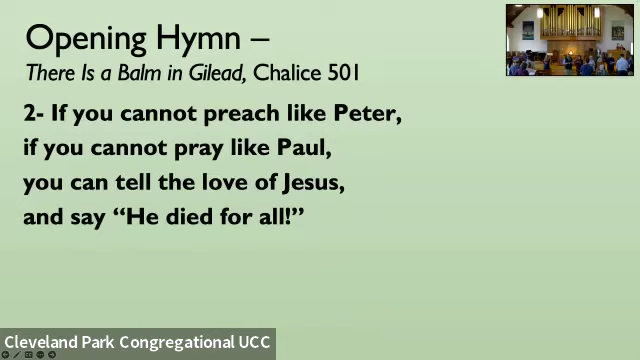 Opening Hymn –
There Is a Balm in Gilead, Chalice 501
2- If you cannot preach like Peter,
if you cannot pray like Paul,
you can tell the love of Jesus,
and say “He died for all!”
Cleveland Park Congregational UCC